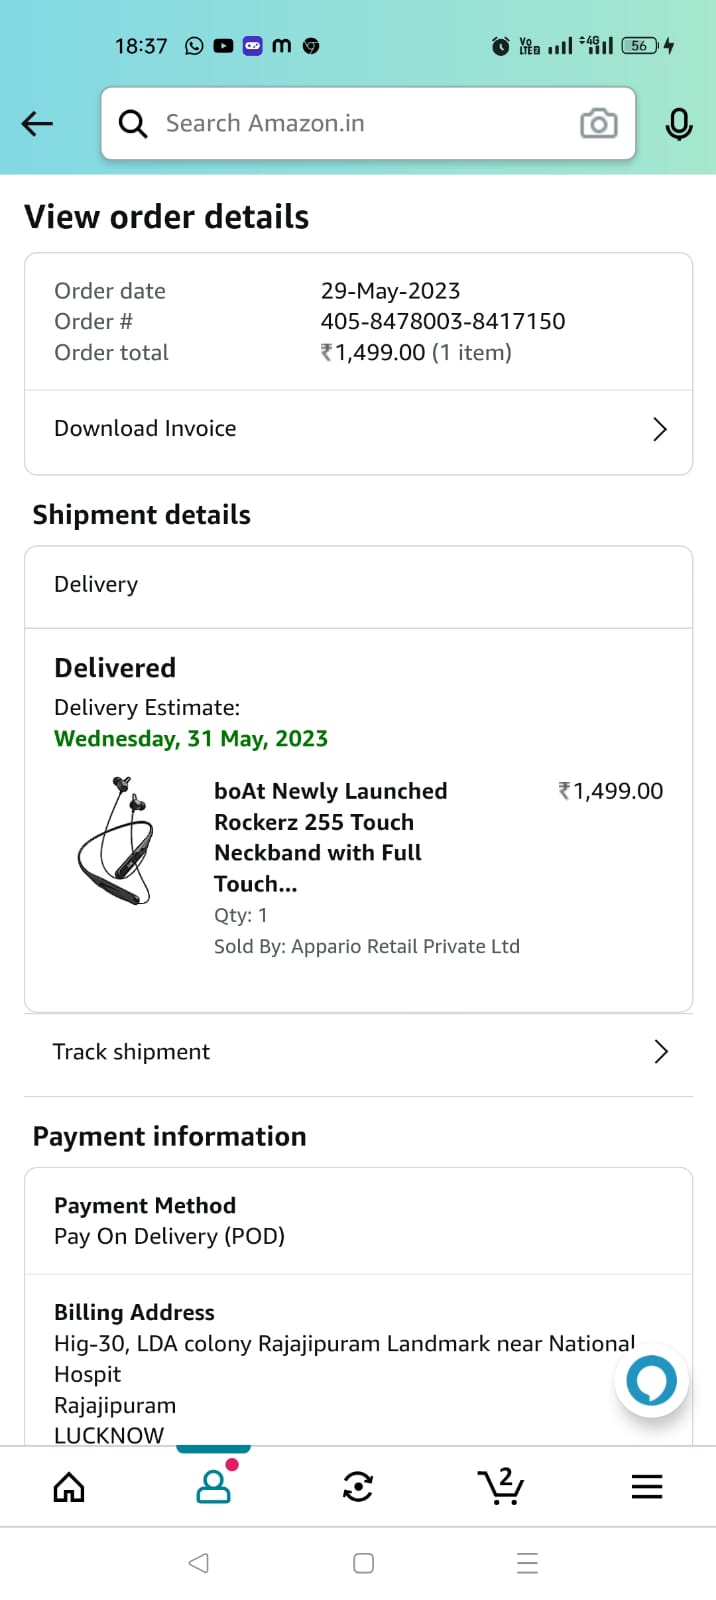 18:37
Vo LTE
4G
56
Search Amazon.in
View order details
Order date 29-May-2023
Order # 405-8478003-8417150
Order total ₹1,499.00 (1 item)
Download Invoice
Shipment details
Delivery
Delivered
Delivery Estimate:
Wednesday, 31 May, 2023
boAt Newly Launched ₹1,499.00
Rockerz 255 Touch
Neckband with Full
Touch...
Qty: 1
Sold By: Appario Retail Private Ltd
Track shipment
Payment information
Payment Method
Pay On Delivery (POD)
Billing Address
Hig-30, LDA colony Rajajipuram Landmark near National
Hospit
Rajajipuram
LUCKNOW
2